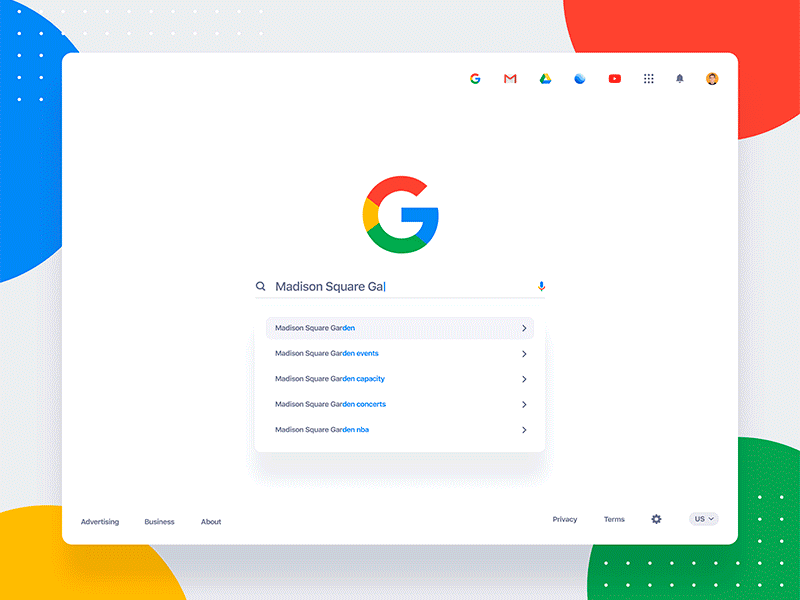 Madison Square Ga
Madison Square Garden
Madison Square Garden events
Madison Square Garden capacity
Madison Square Garden concerts
Madison Square Garden nba
Advertising Business About Privacy Terms US